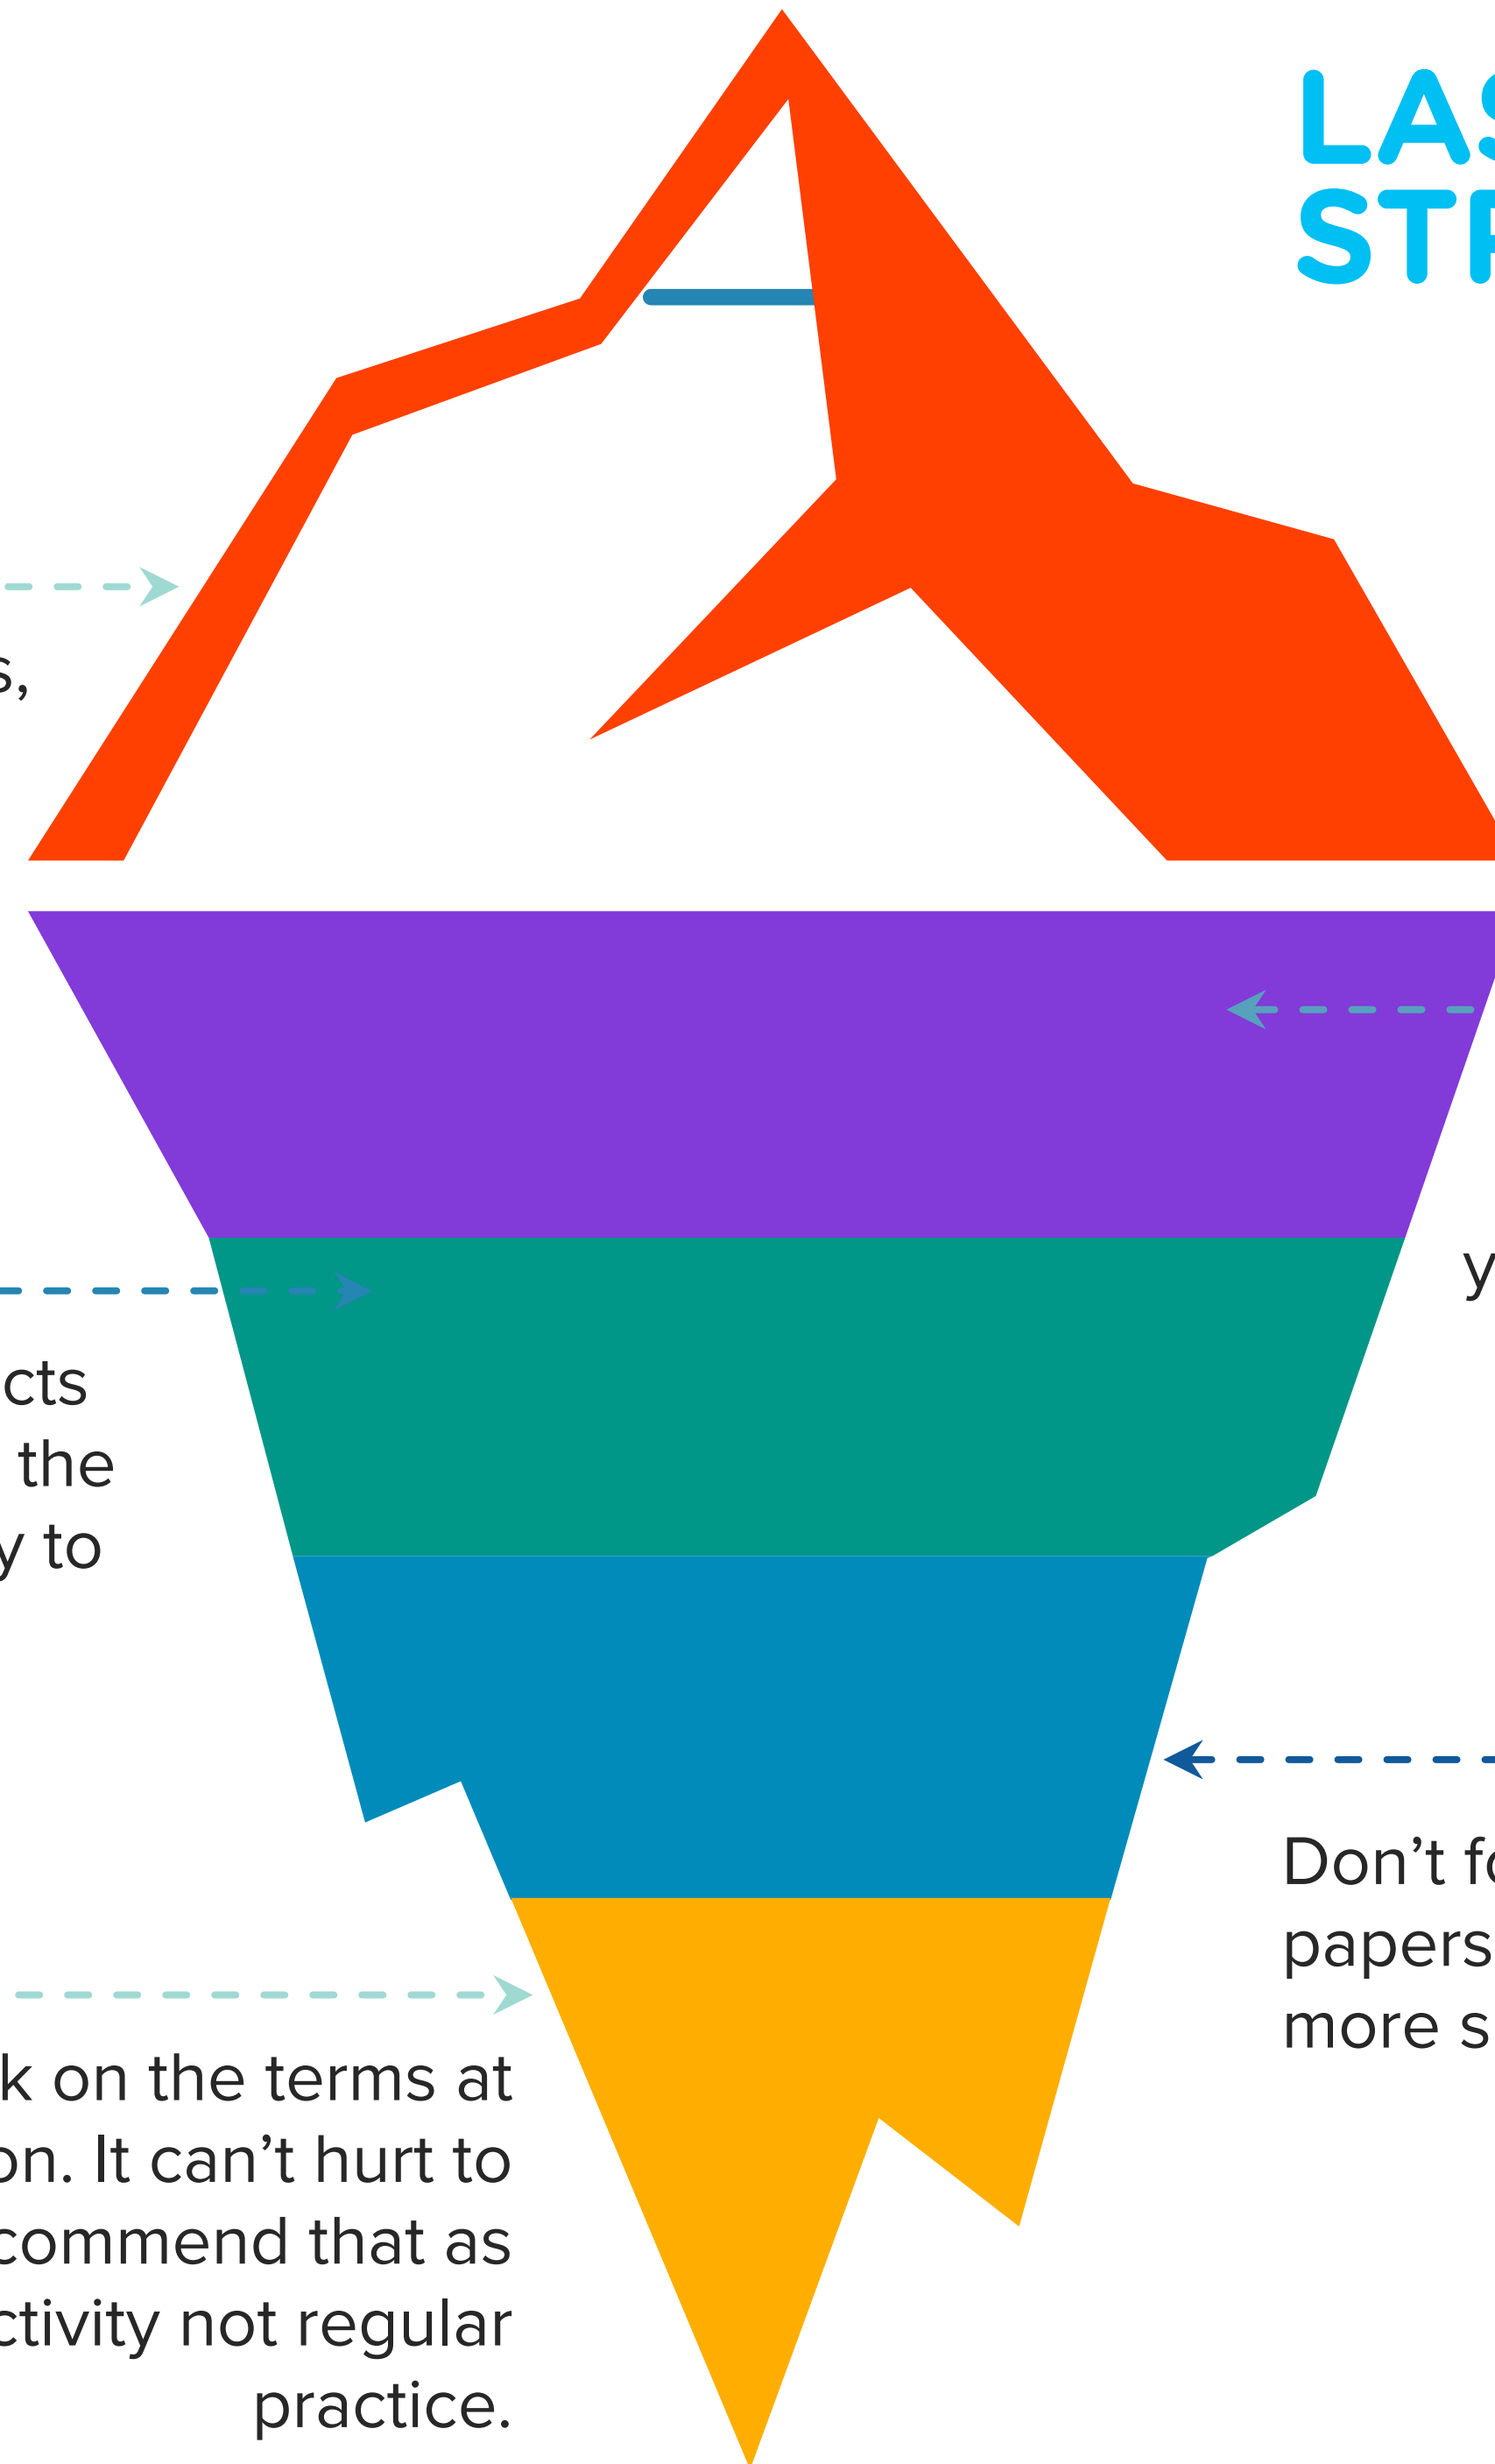 LAS
STR
s,
y
cts
the
y to
Don't fo
papers
more s
k on the terms at
on. It can't hurt to
commend that as
ctivity not regular
practice.